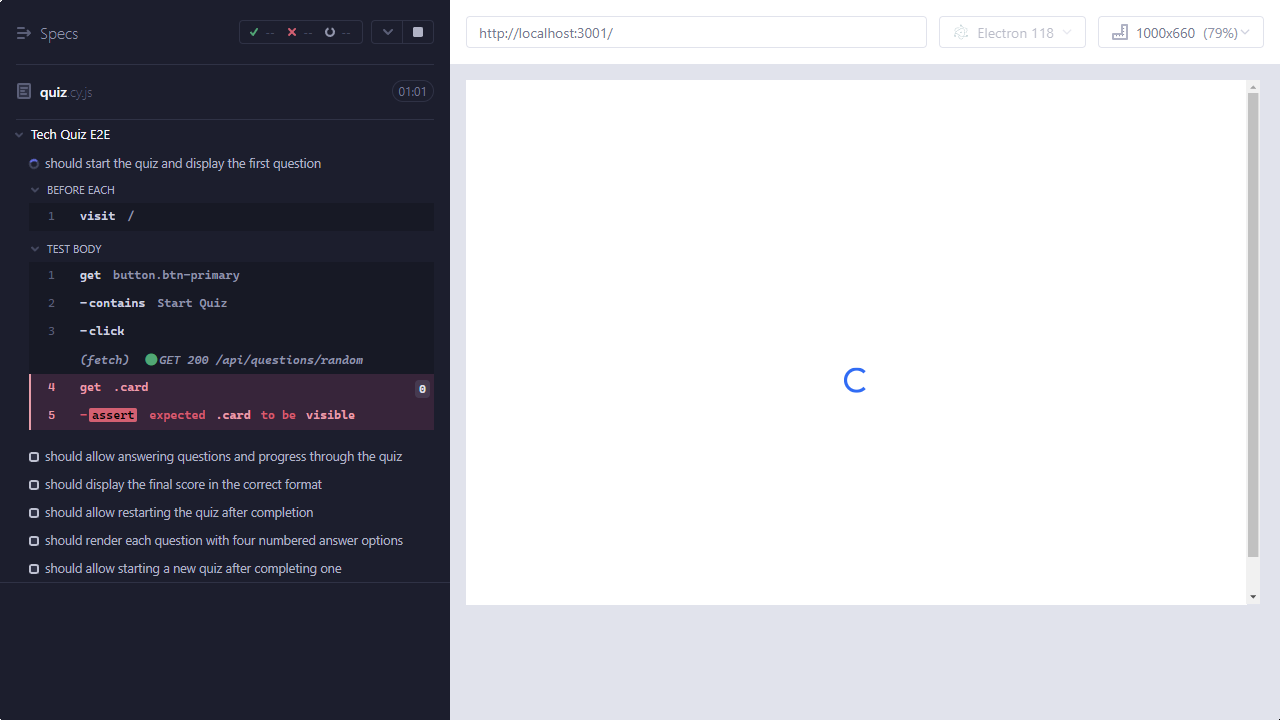 Specs
--
--
--
http://localhost:3001/
Electron 118
1000x660 (79%)
quiz.cy.js
01:01
Tech Quiz E2E
should start the quiz and display the first question
BEFORE EACH
1 visit /
TEST BODY
1 get button.btn-primary
2 -contains Start Quiz
3 -click
(fetch) GET 200 /api/questions/random
4 get .card 0
5 -assert expected .card to be visible
should allow answering questions and progress through the quiz
should display the final score in the correct format
should allow restarting the quiz after completion
should render each question with four numbered answer options
should allow starting a new quiz after completing one